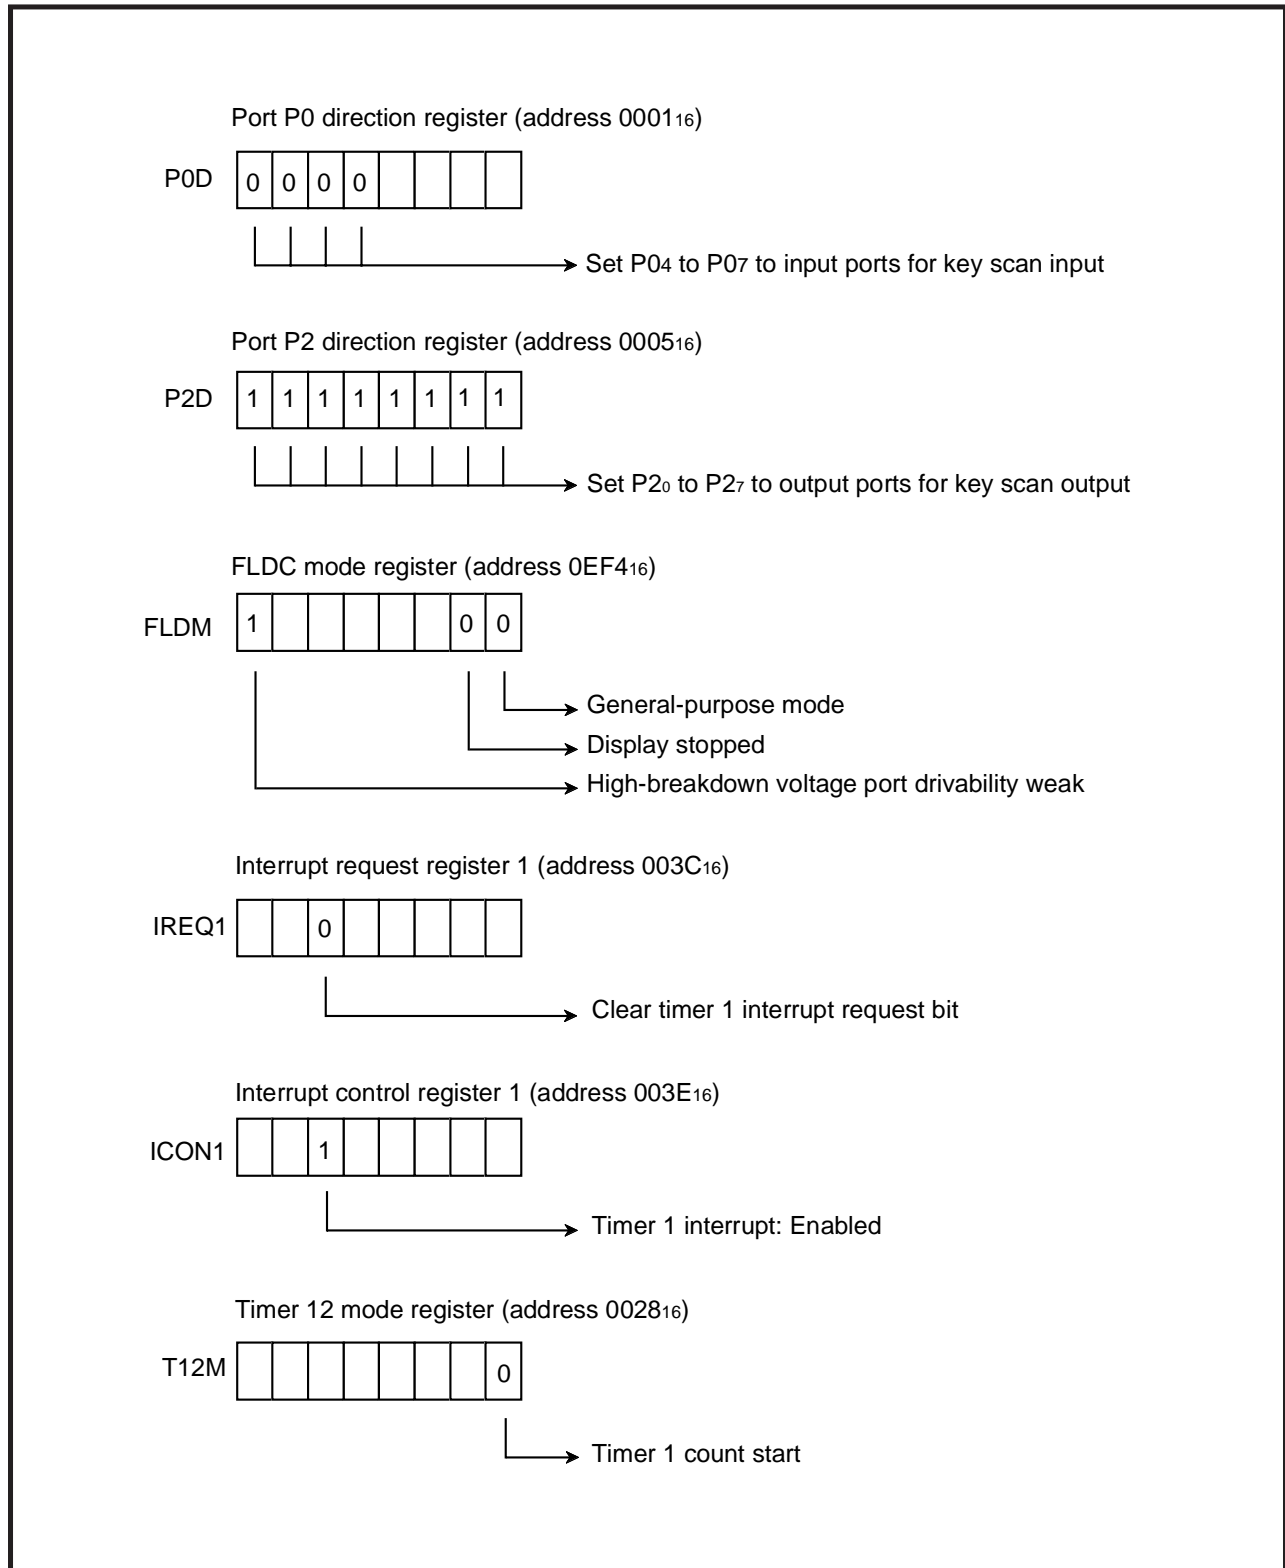 Port P0 direction register (address 000116)
P0D 0 0 0 0
Set P04 to P07 to input ports for key scan input
Port P2 direction register (address 000516)
P2D 1 1 1 1 1 1 1 1
Set P20 to P27 to output ports for key scan output
FLDC mode register (address 0EF416)
FLDM 1 0 0
General-purpose mode
Display stopped
High-breakdown voltage port drivability weak
Interrupt request register 1 (address 003C16)
IREQ1 0
Clear timer 1 interrupt request bit
Interrupt control register 1 (address 003E16)
ICON1 1
Timer 1 interrupt: Enabled
Timer 12 mode register (address 002816)
T12M 0
Timer 1 count start